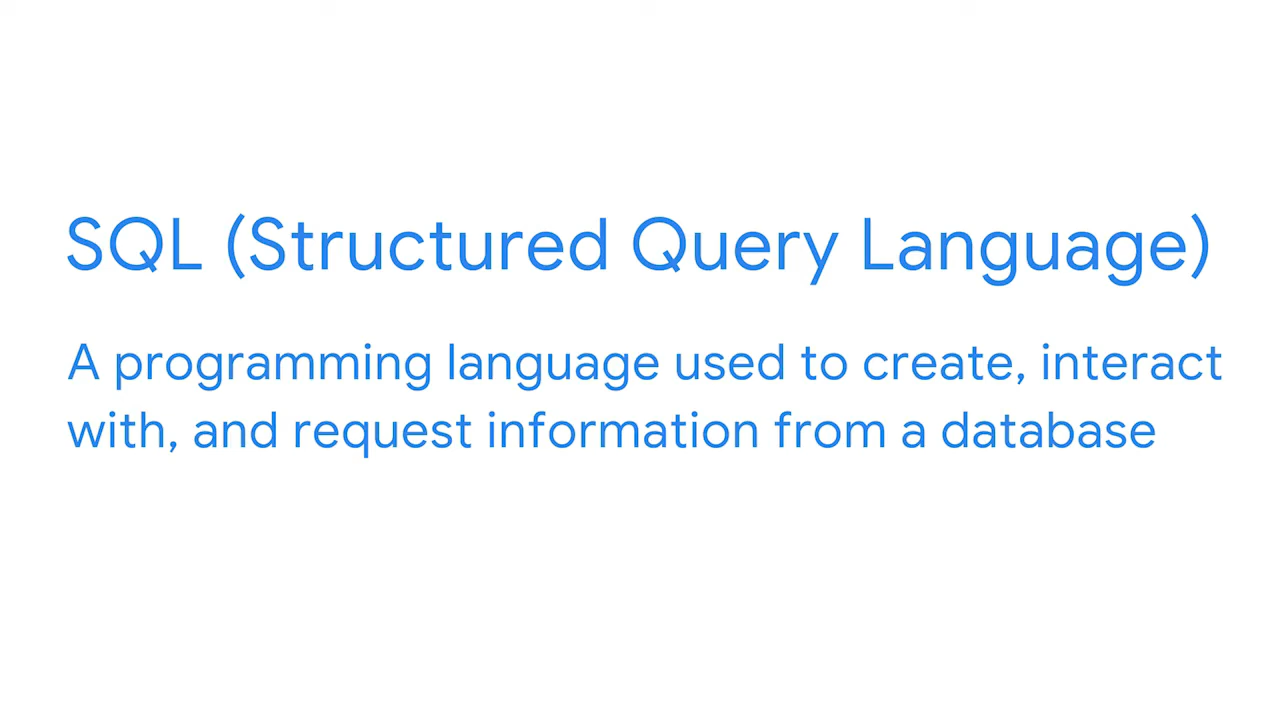 SQL (Structured Query Language)
A programming language used to create, interact
with, and request information from a database